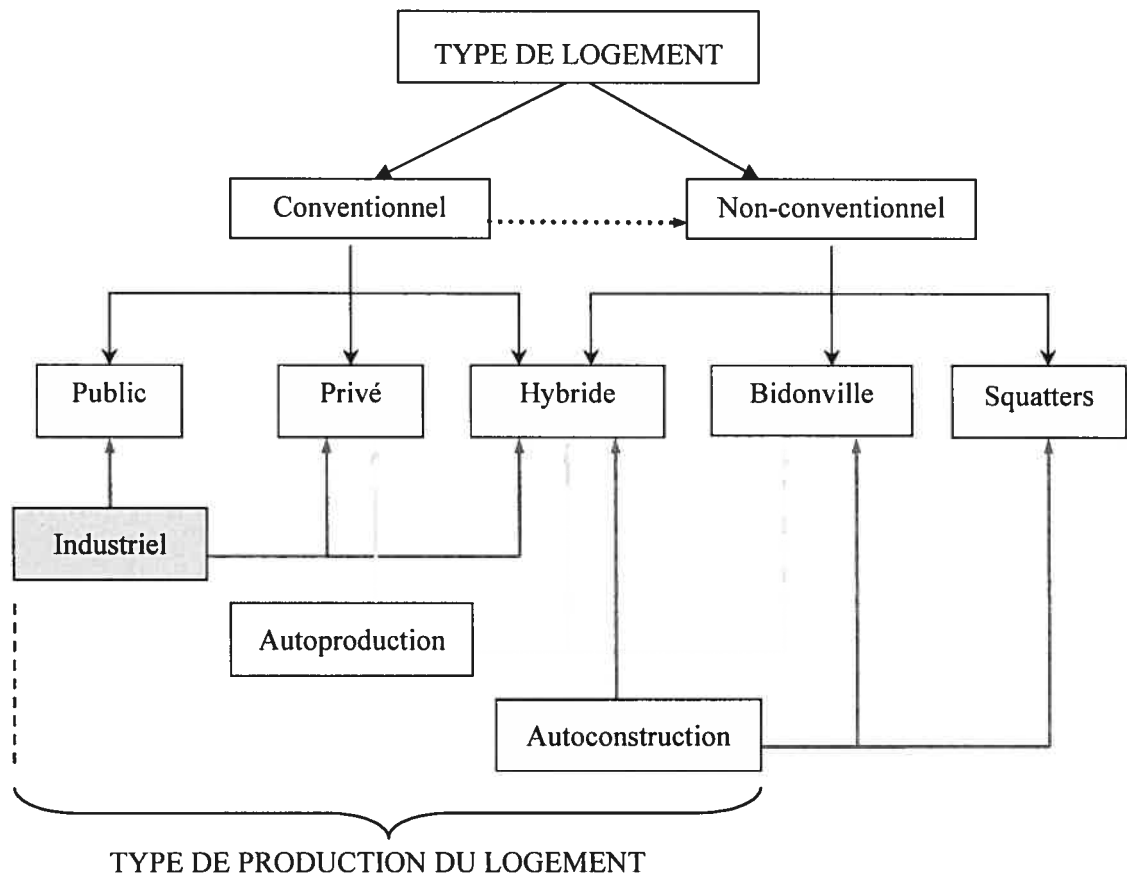 TYPE DE LOGEMENT
Conventionnel
Non-conventionnel
Public
Privé
Hybride
Bidonville
Squatters
Industriel
Autoproduction
Autoconstruction
TYPE DE PRODUCTION DU LOGEMENT